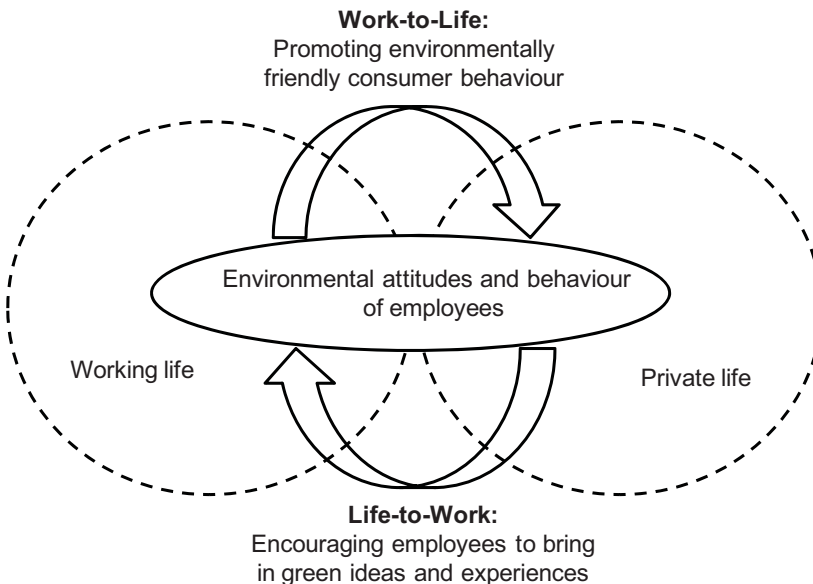 Work-to-Life:
Promoting environmentally
friendly consumer behaviour
Environmental attitudes and behaviour
of employees
Working life
Private life
Life-to-Work:
Encouraging employees to bring
in green ideas and experiences